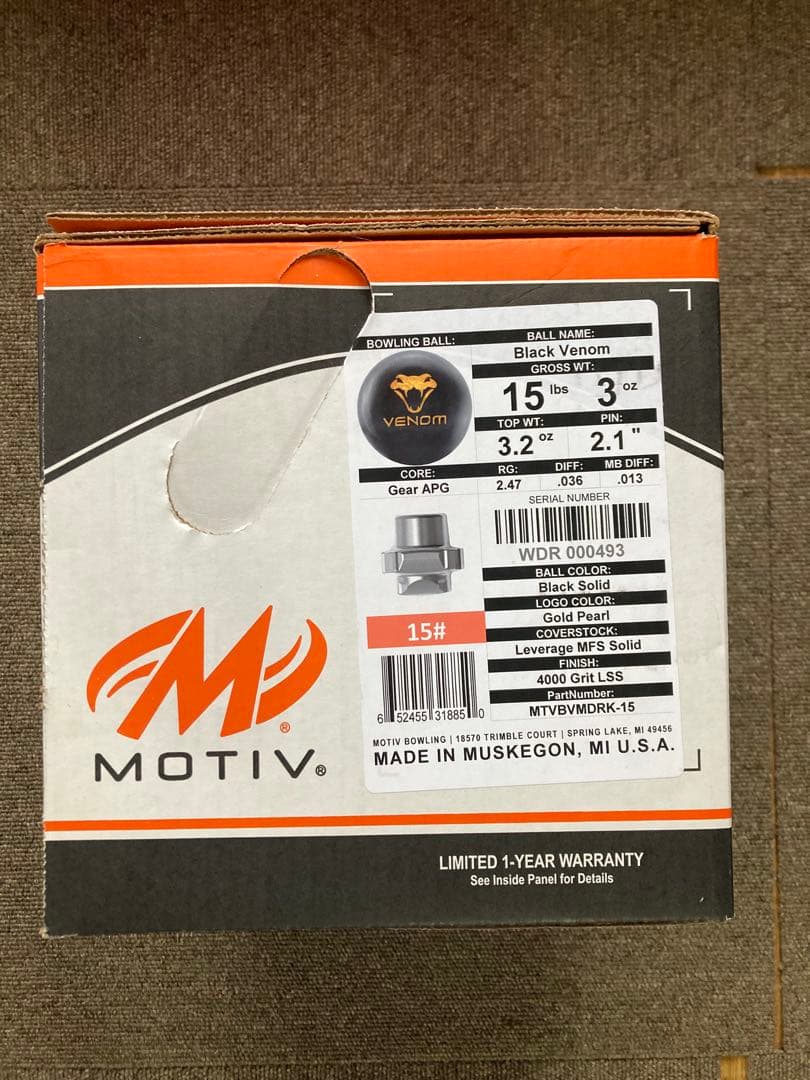 BOWLING BALL:
VENOM
BALL NAME:
Black Venom
GROSS WT:
15 lbs 3 oz
TOP WT: PIN:
3.2 oz 2.1 "
CORE: RG: DIFF: MB DIFF:
Gear APG 2.47 .036 .013
SERIAL NUMBER
WDR 000493
BALL COLOR:
Black Solid
LOGO COLOR:
Gold Pearl
COVERSTOCK:
Leverage MFS Solid
FINISH:
4000 Grit LSS
PartNumber:
MTVBVMDRK-15
15#
6 52455 31885 0
MOTIV BOWLING | 18570 TRIMBLE COURT | SPRING LAKE, MI 49456
MADE IN MUSKEGON, MI U.S.A.
M®
MOTIV®
LIMITED 1-YEAR WARRANTY
See Inside Panel for Details